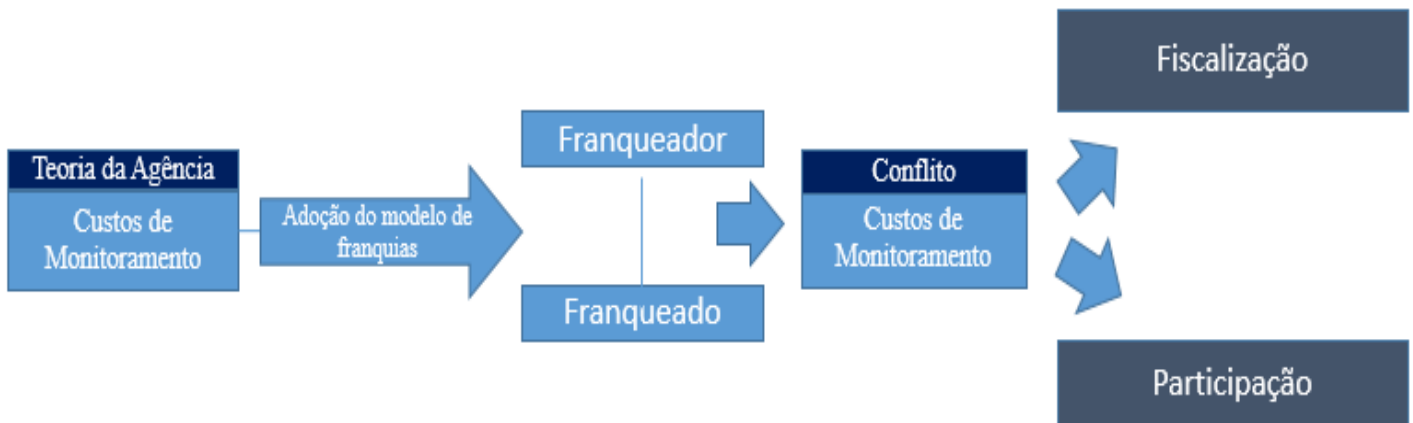 Teoria da Agência
Custos de
Monitoramento
Adoção do modelo de
franquias
Franqueador
Franqueado
Conflito
Custos de
Monitoramento
Fiscalização
Participação